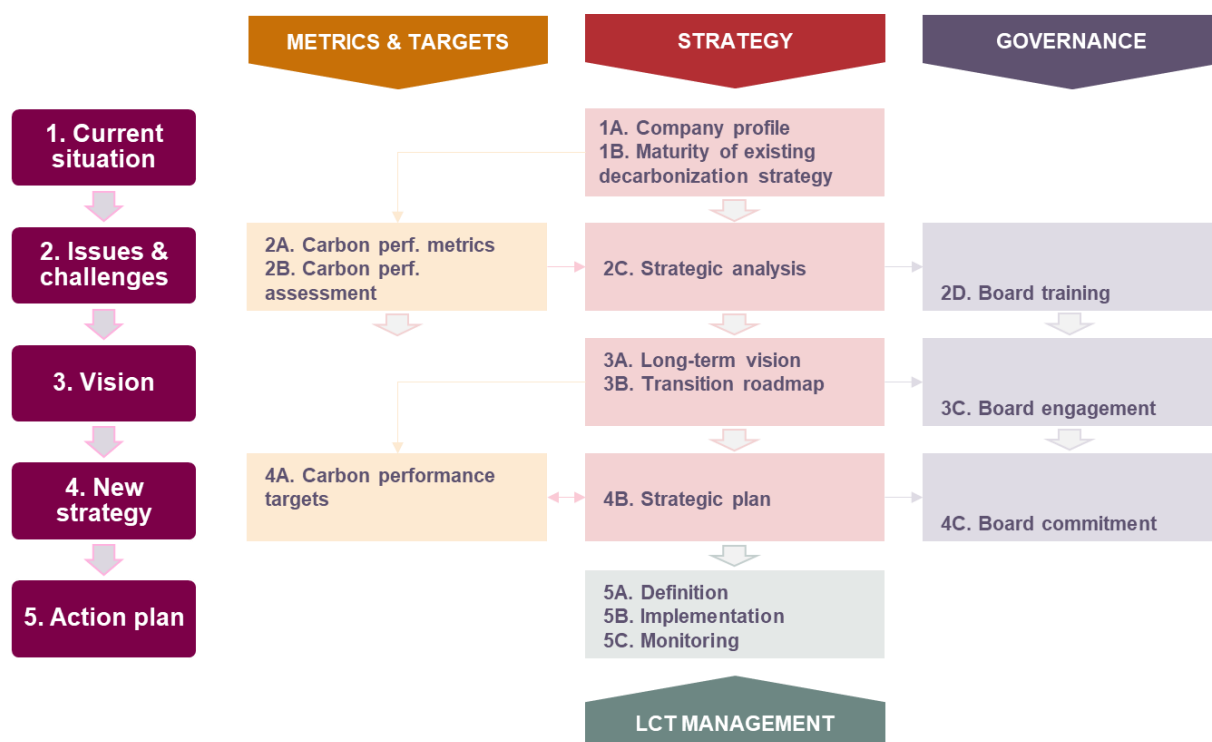 METRICS & TARGETS
STRATEGY
GOVERNANCE
1. Current
situation
1A. Company profile
1B. Maturity of existing
decarbonization strategy
2. Issues &
challenges
2A. Carbon perf. metrics
2B. Carbon perf.
assessment
2C. Strategic analysis
2D. Board training
3. Vision
3A. Long-term vision
3B. Transition roadmap
3C. Board engagement
4. New
strategy
4A. Carbon performance
targets
4B. Strategic plan
4C. Board commitment
5. Action plan
5A. Definition
5B. Implementation
5C. Monitoring
LCT MANAGEMENT